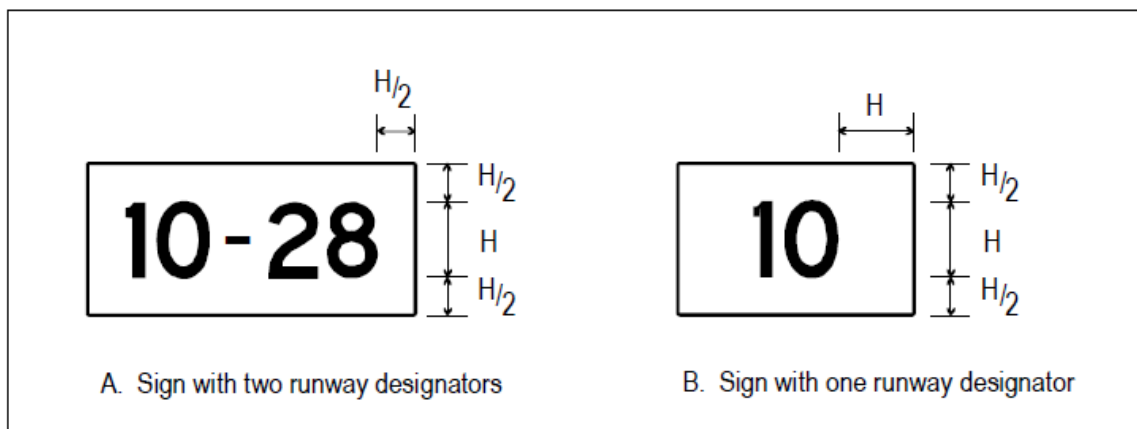 H/2
H
H/2
H/2
10-28
H
10
H
H/2
H/2
A. Sign with two runway designators
B. Sign with one runway designator